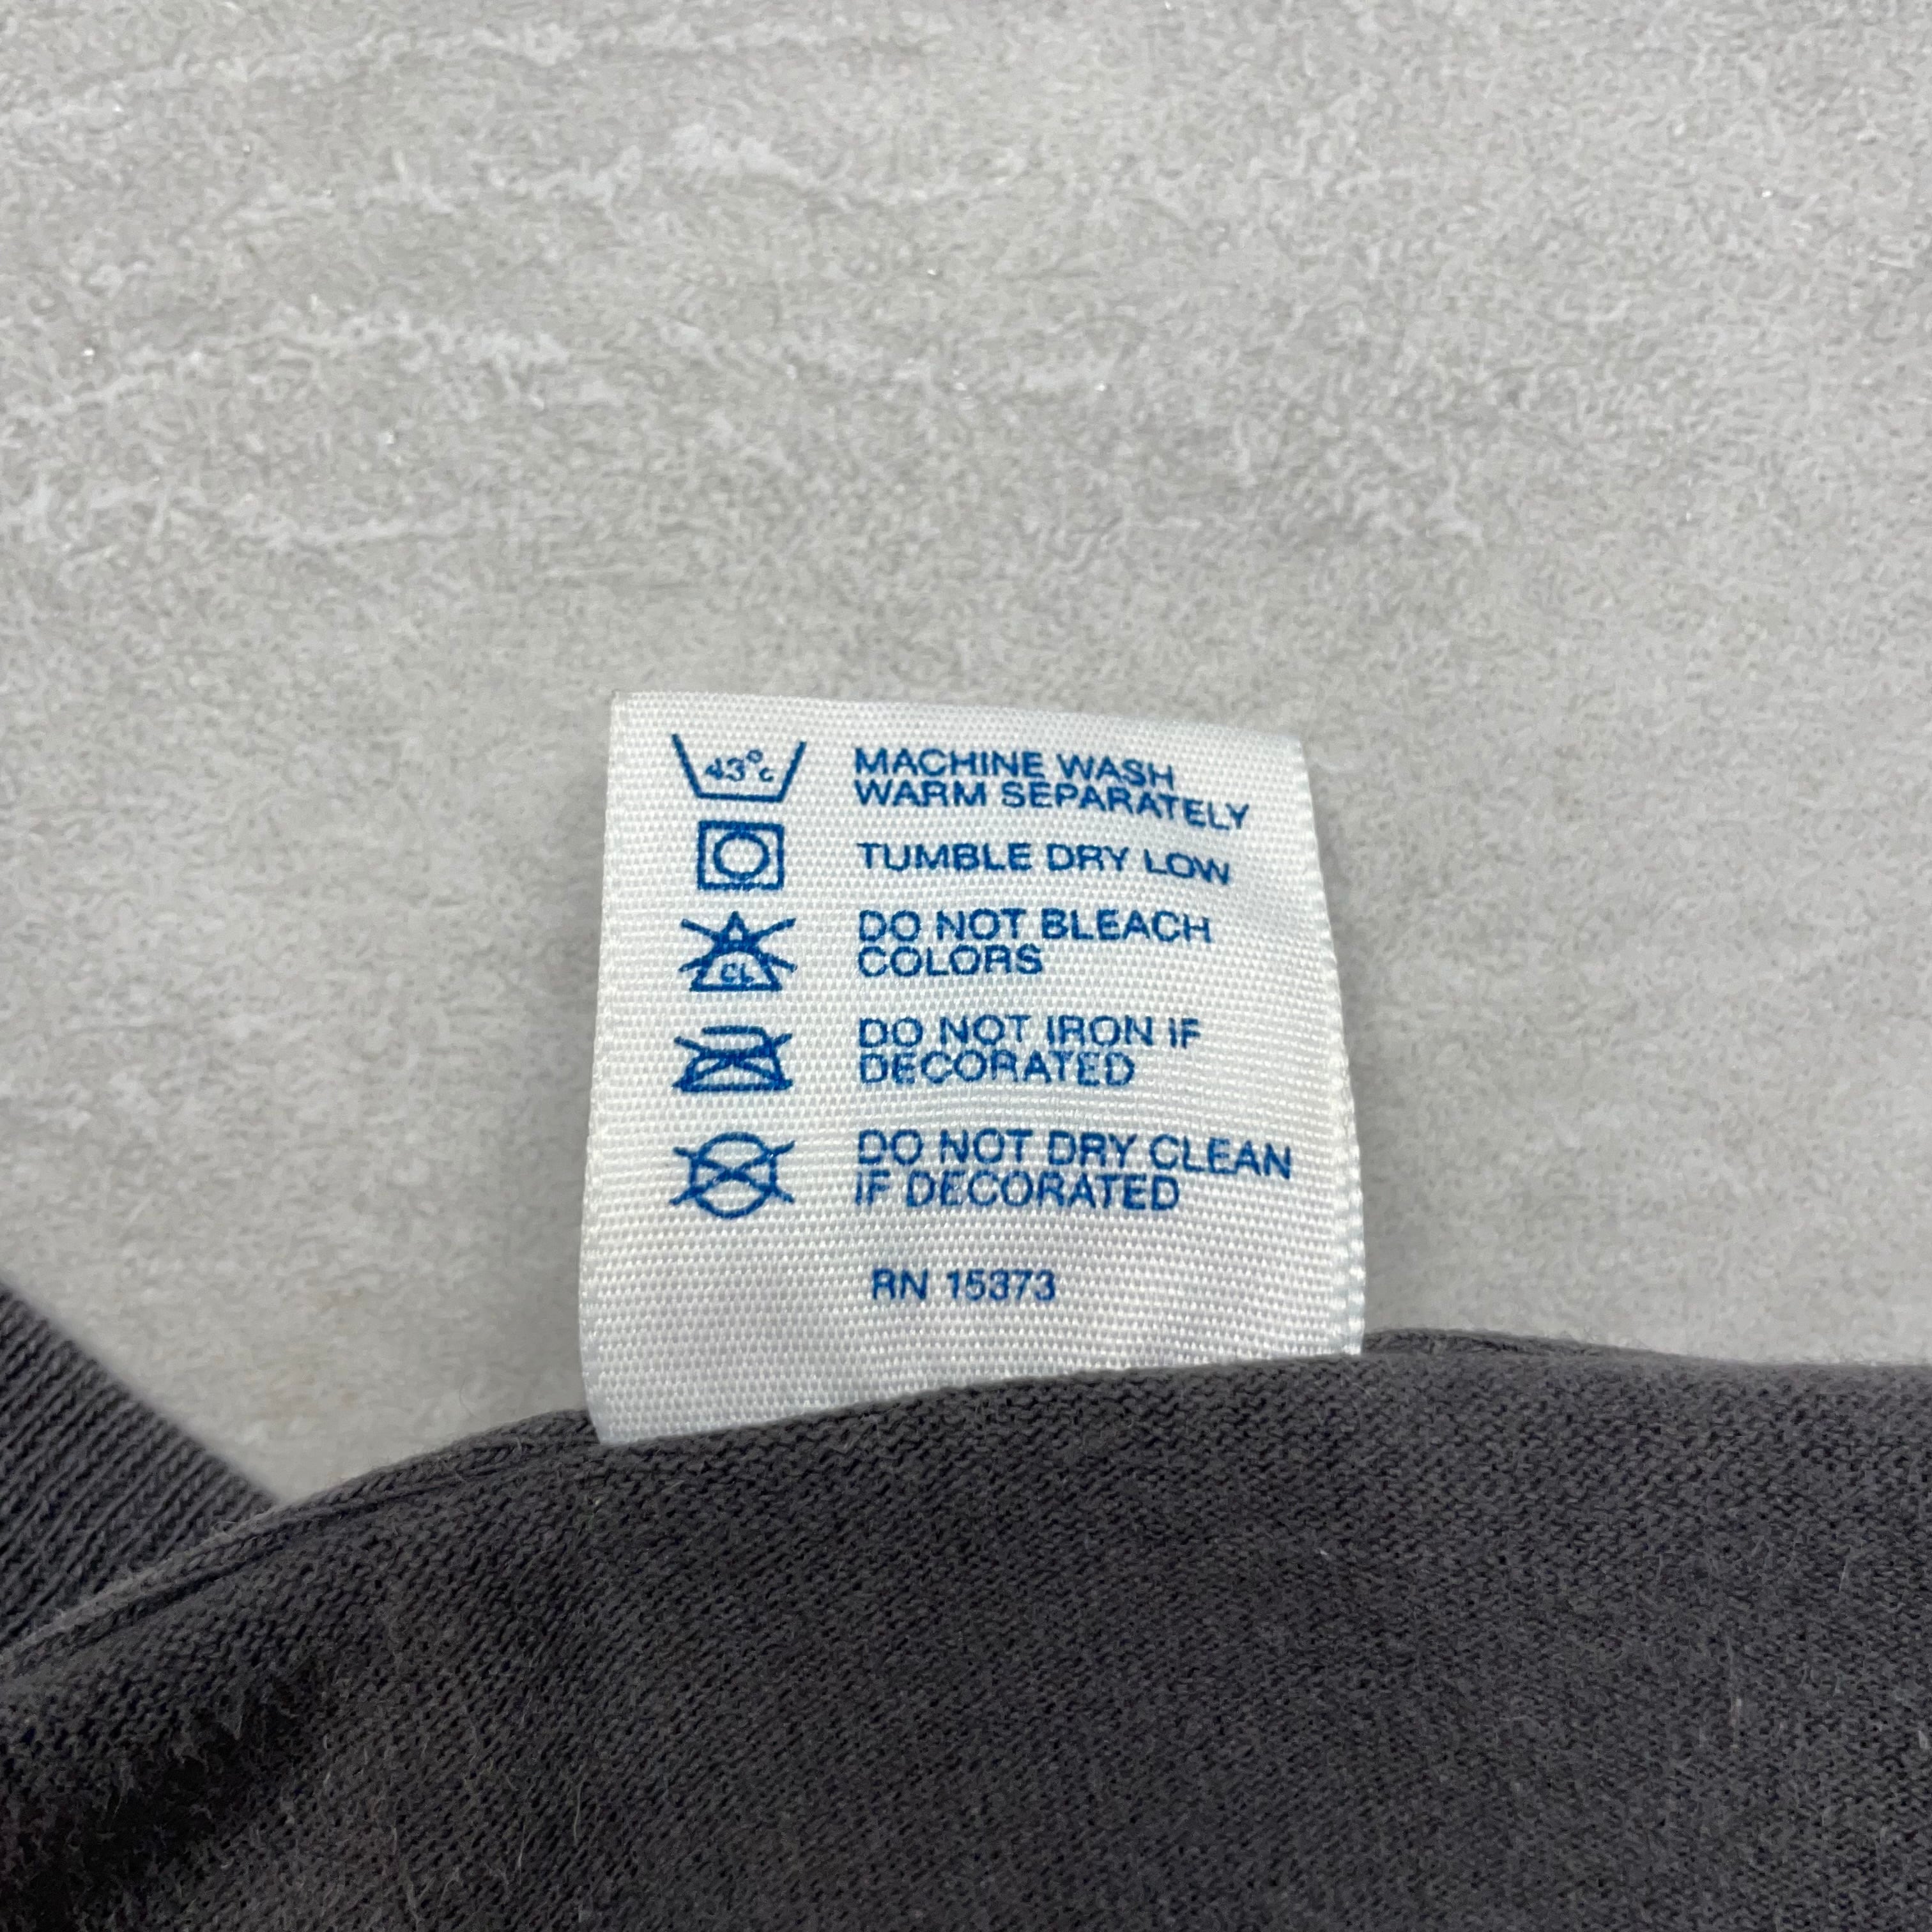 43°C MACHINE WASH
WARM SEPARATELY
TUMBLE DRY LOW
DO NOT BLEACH
COLORS
CL
DO NOT IRON IF
DECORATED
DO NOT DRY CLEAN
IF DECORATED
RN 15373